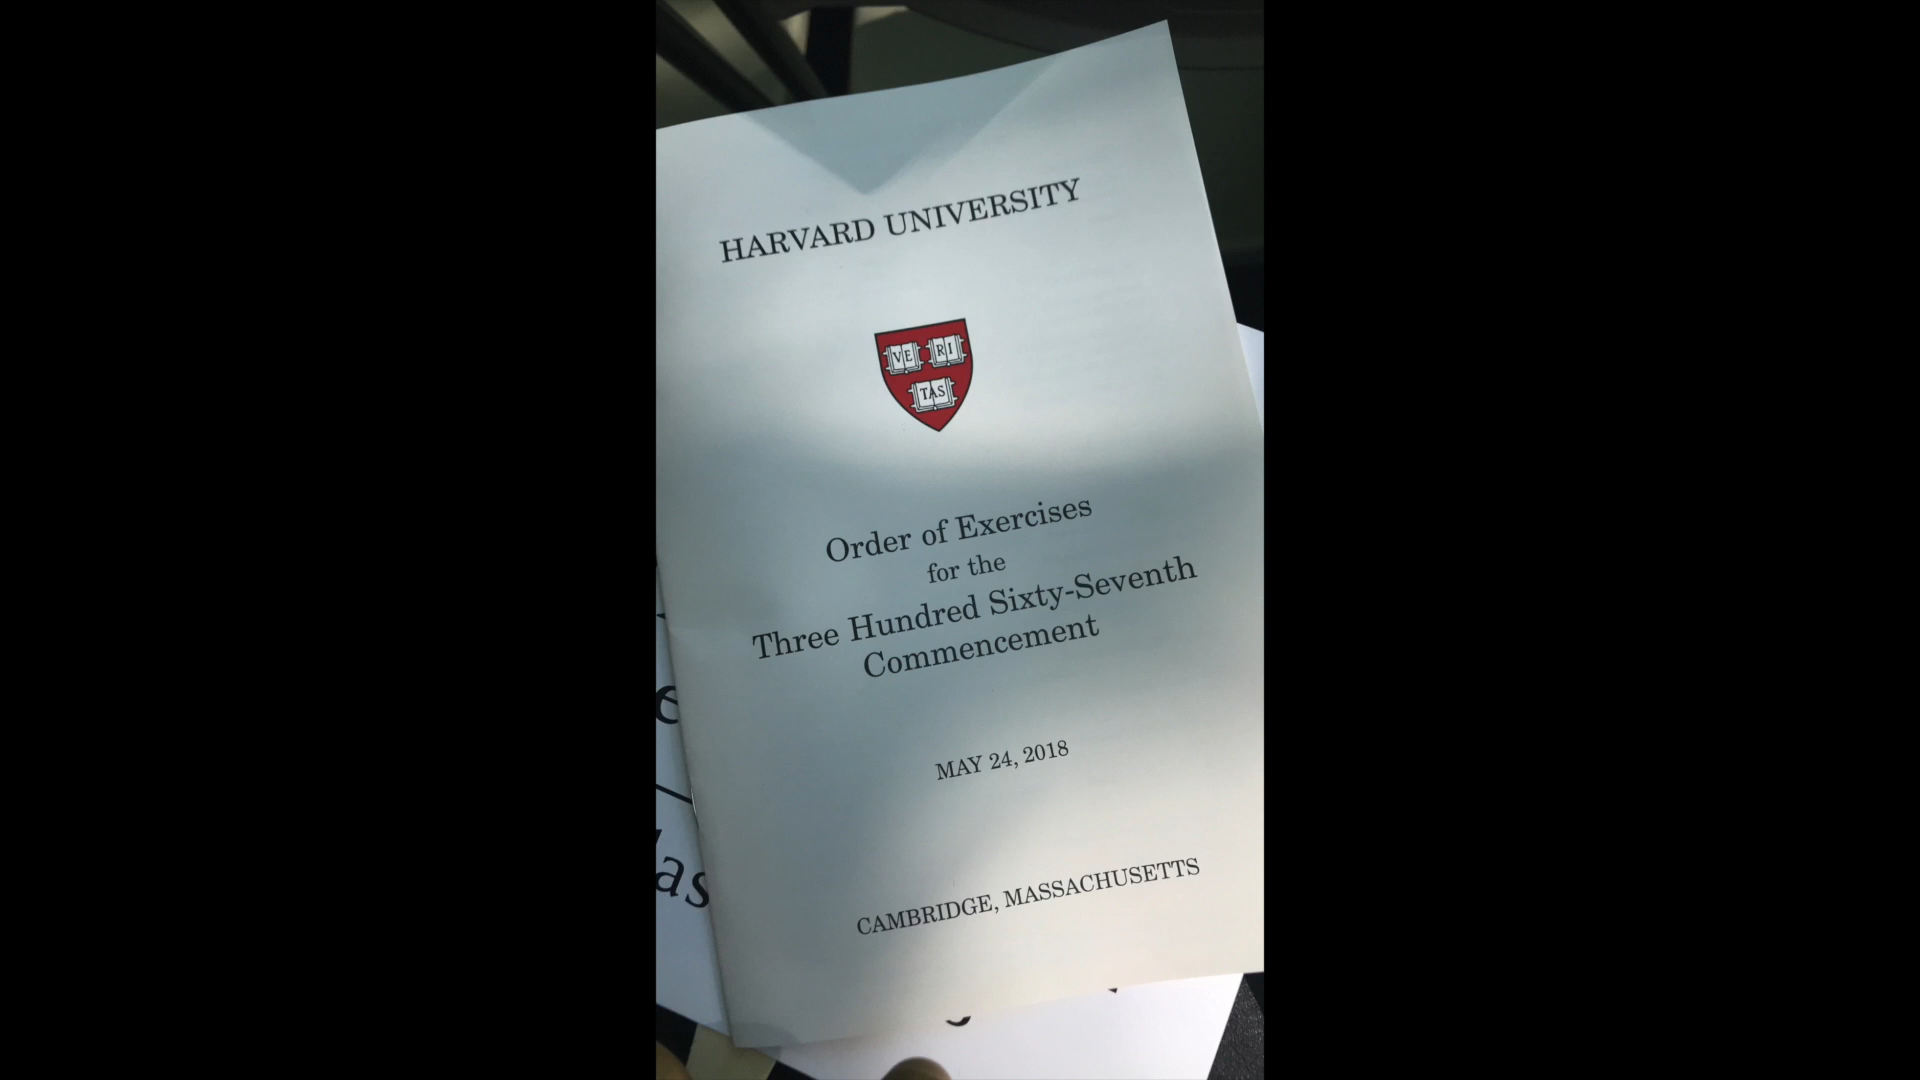 HARVARD UNIVERSITY
VE RI
TAS
Order of Exercises
for the
Three Hundred Sixty-Seventh
Commencement
MAY 24, 2018
CAMBRIDGE, MASSACHUSETTS